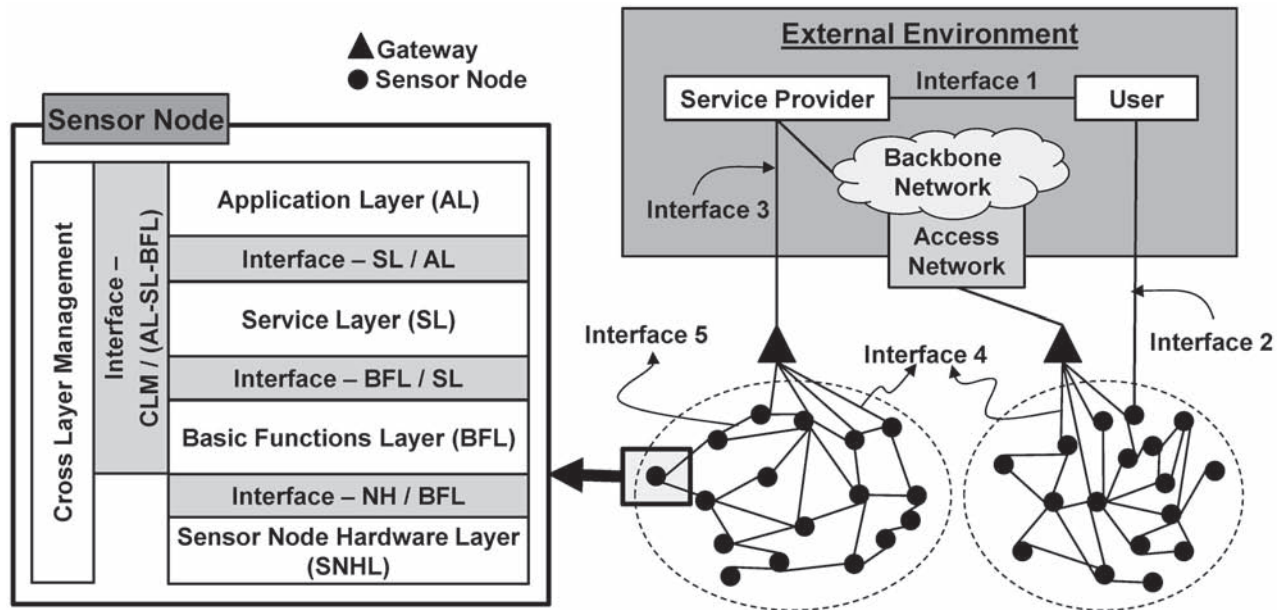 Gateway
Sensor Node
Sensor Node
Cross Layer Management
Interface –
CLM / (AL-SL-BFL)
Application Layer (AL)
Interface – SL / AL
Service Layer (SL)
Interface – BFL / SL
Basic Functions Layer (BFL)
Interface – NH / BFL
Sensor Node Hardware Layer
(SNHL)
External Environment
Service Provider
Interface 1
User
Backbone
Network
Interface 3
Access
Network
Interface 5
Interface 4
Interface 2